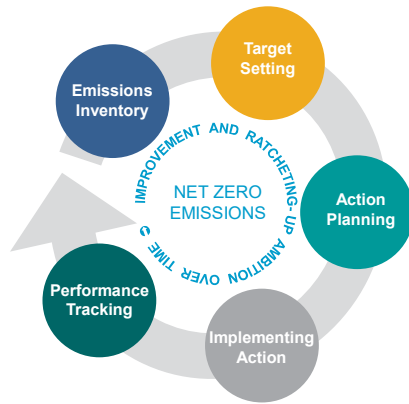 Emissions
Inventory
Target
Setting
Action
Planning
Implementing
Action
Performance
Tracking
IMPROVEMENT AND RATCHETING-UP AMBITION OVER TIME
NET ZERO
EMISSIONS